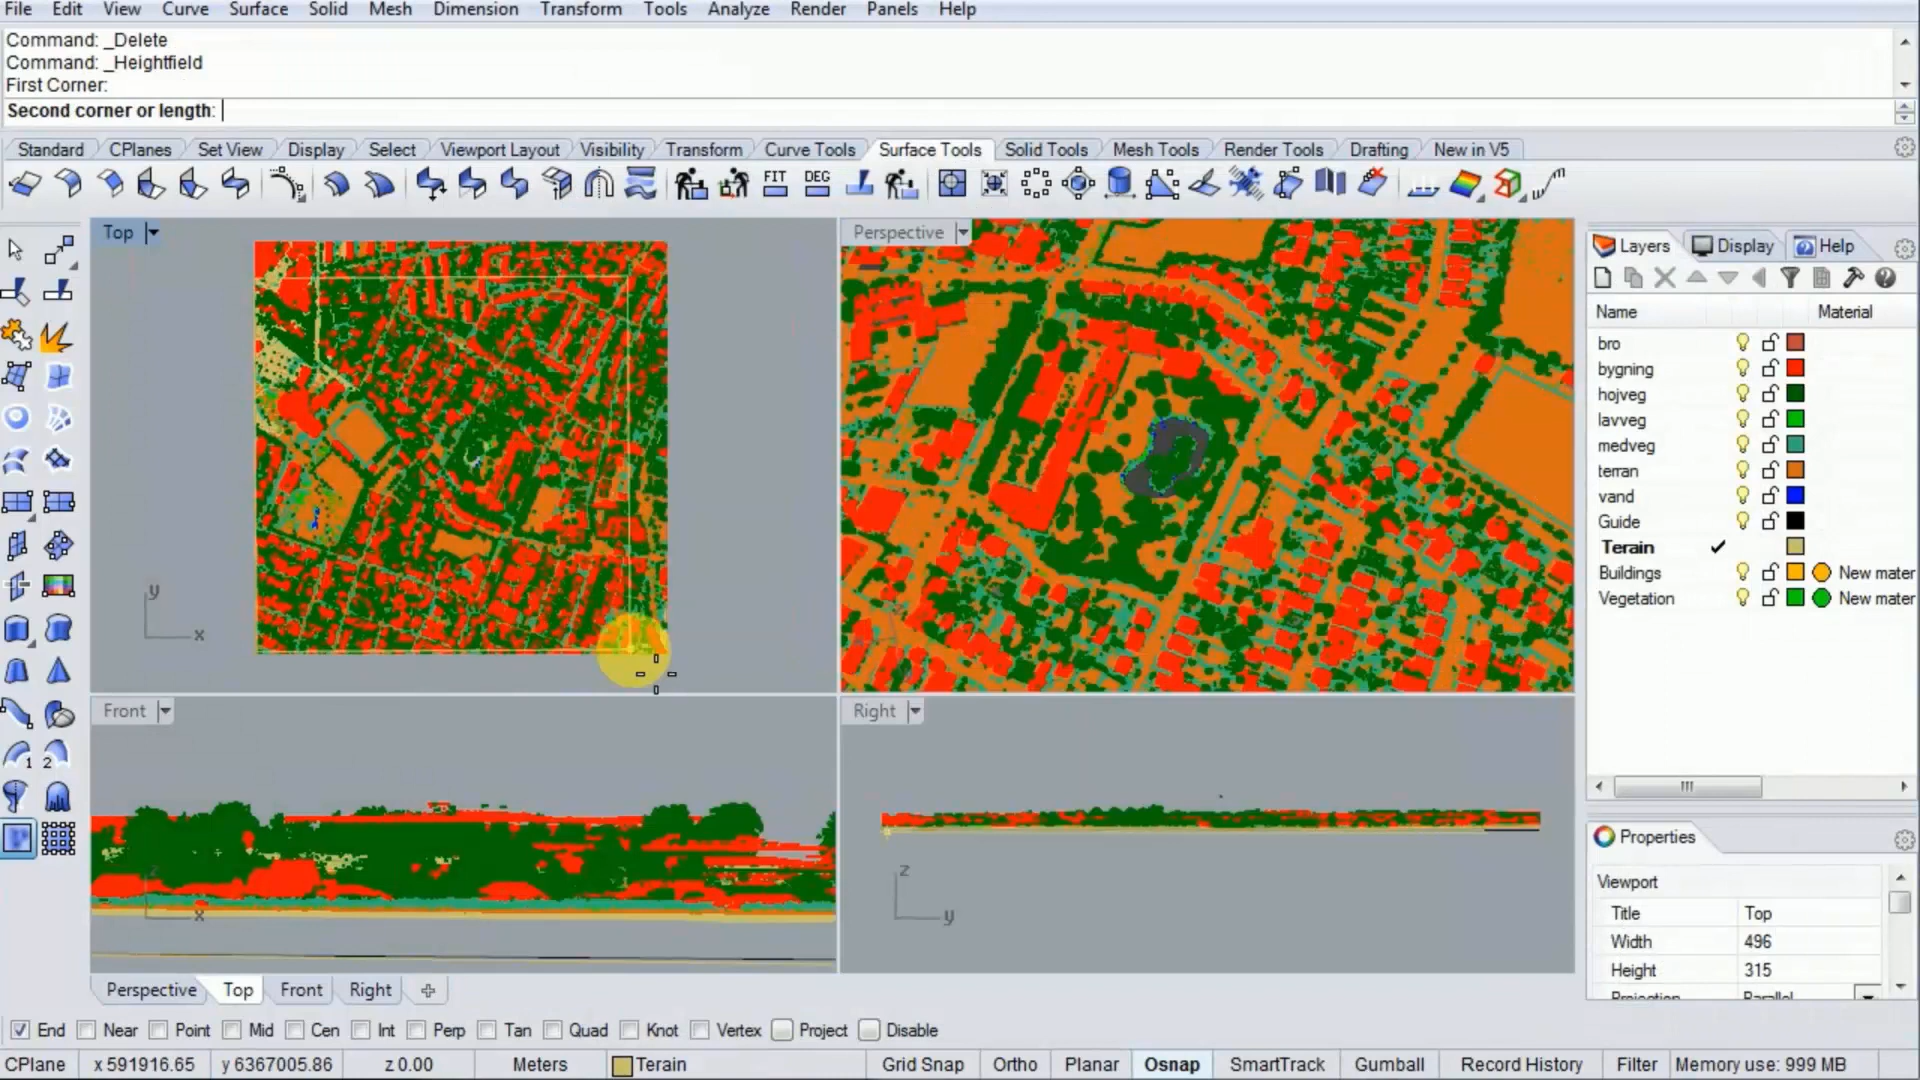 File Edit View Curve Surface Solid Mesh Dimension Transform Tools Analyze Render Panels Help
Command: _Delete
Command: _Heightfield
First Corner:
Second corner or length:
Standard CPlanes Set View Display Select Viewport Layout Visibility Transform Curve Tools Surface Tools Solid Tools Mesh Tools Render Tools Drafting New in V5
FIT DEG
Top
Perspective
Layers Display Help
Name Material
bro
bygning
hojveg
lavveg
medveg
terran
vand
Guide
Terrain
Buildings New mater
Vegetation New mater
y
x
1 2
Front
Right
z
x
z
y
Properties
Viewport
Title Top
Width 496
Height 315
Projection Parallel
Perspective Top Front Right
End Near Point Mid Cen Int Perp Tan Quad Knot Vertex Project Disable
CPlane x 591916.65 y 6367005.86 z 0.00 Meters Terrain Grid Snap Ortho Planar Osnap SmartTrack Gumball Record History Filter Memory use: 999 MB